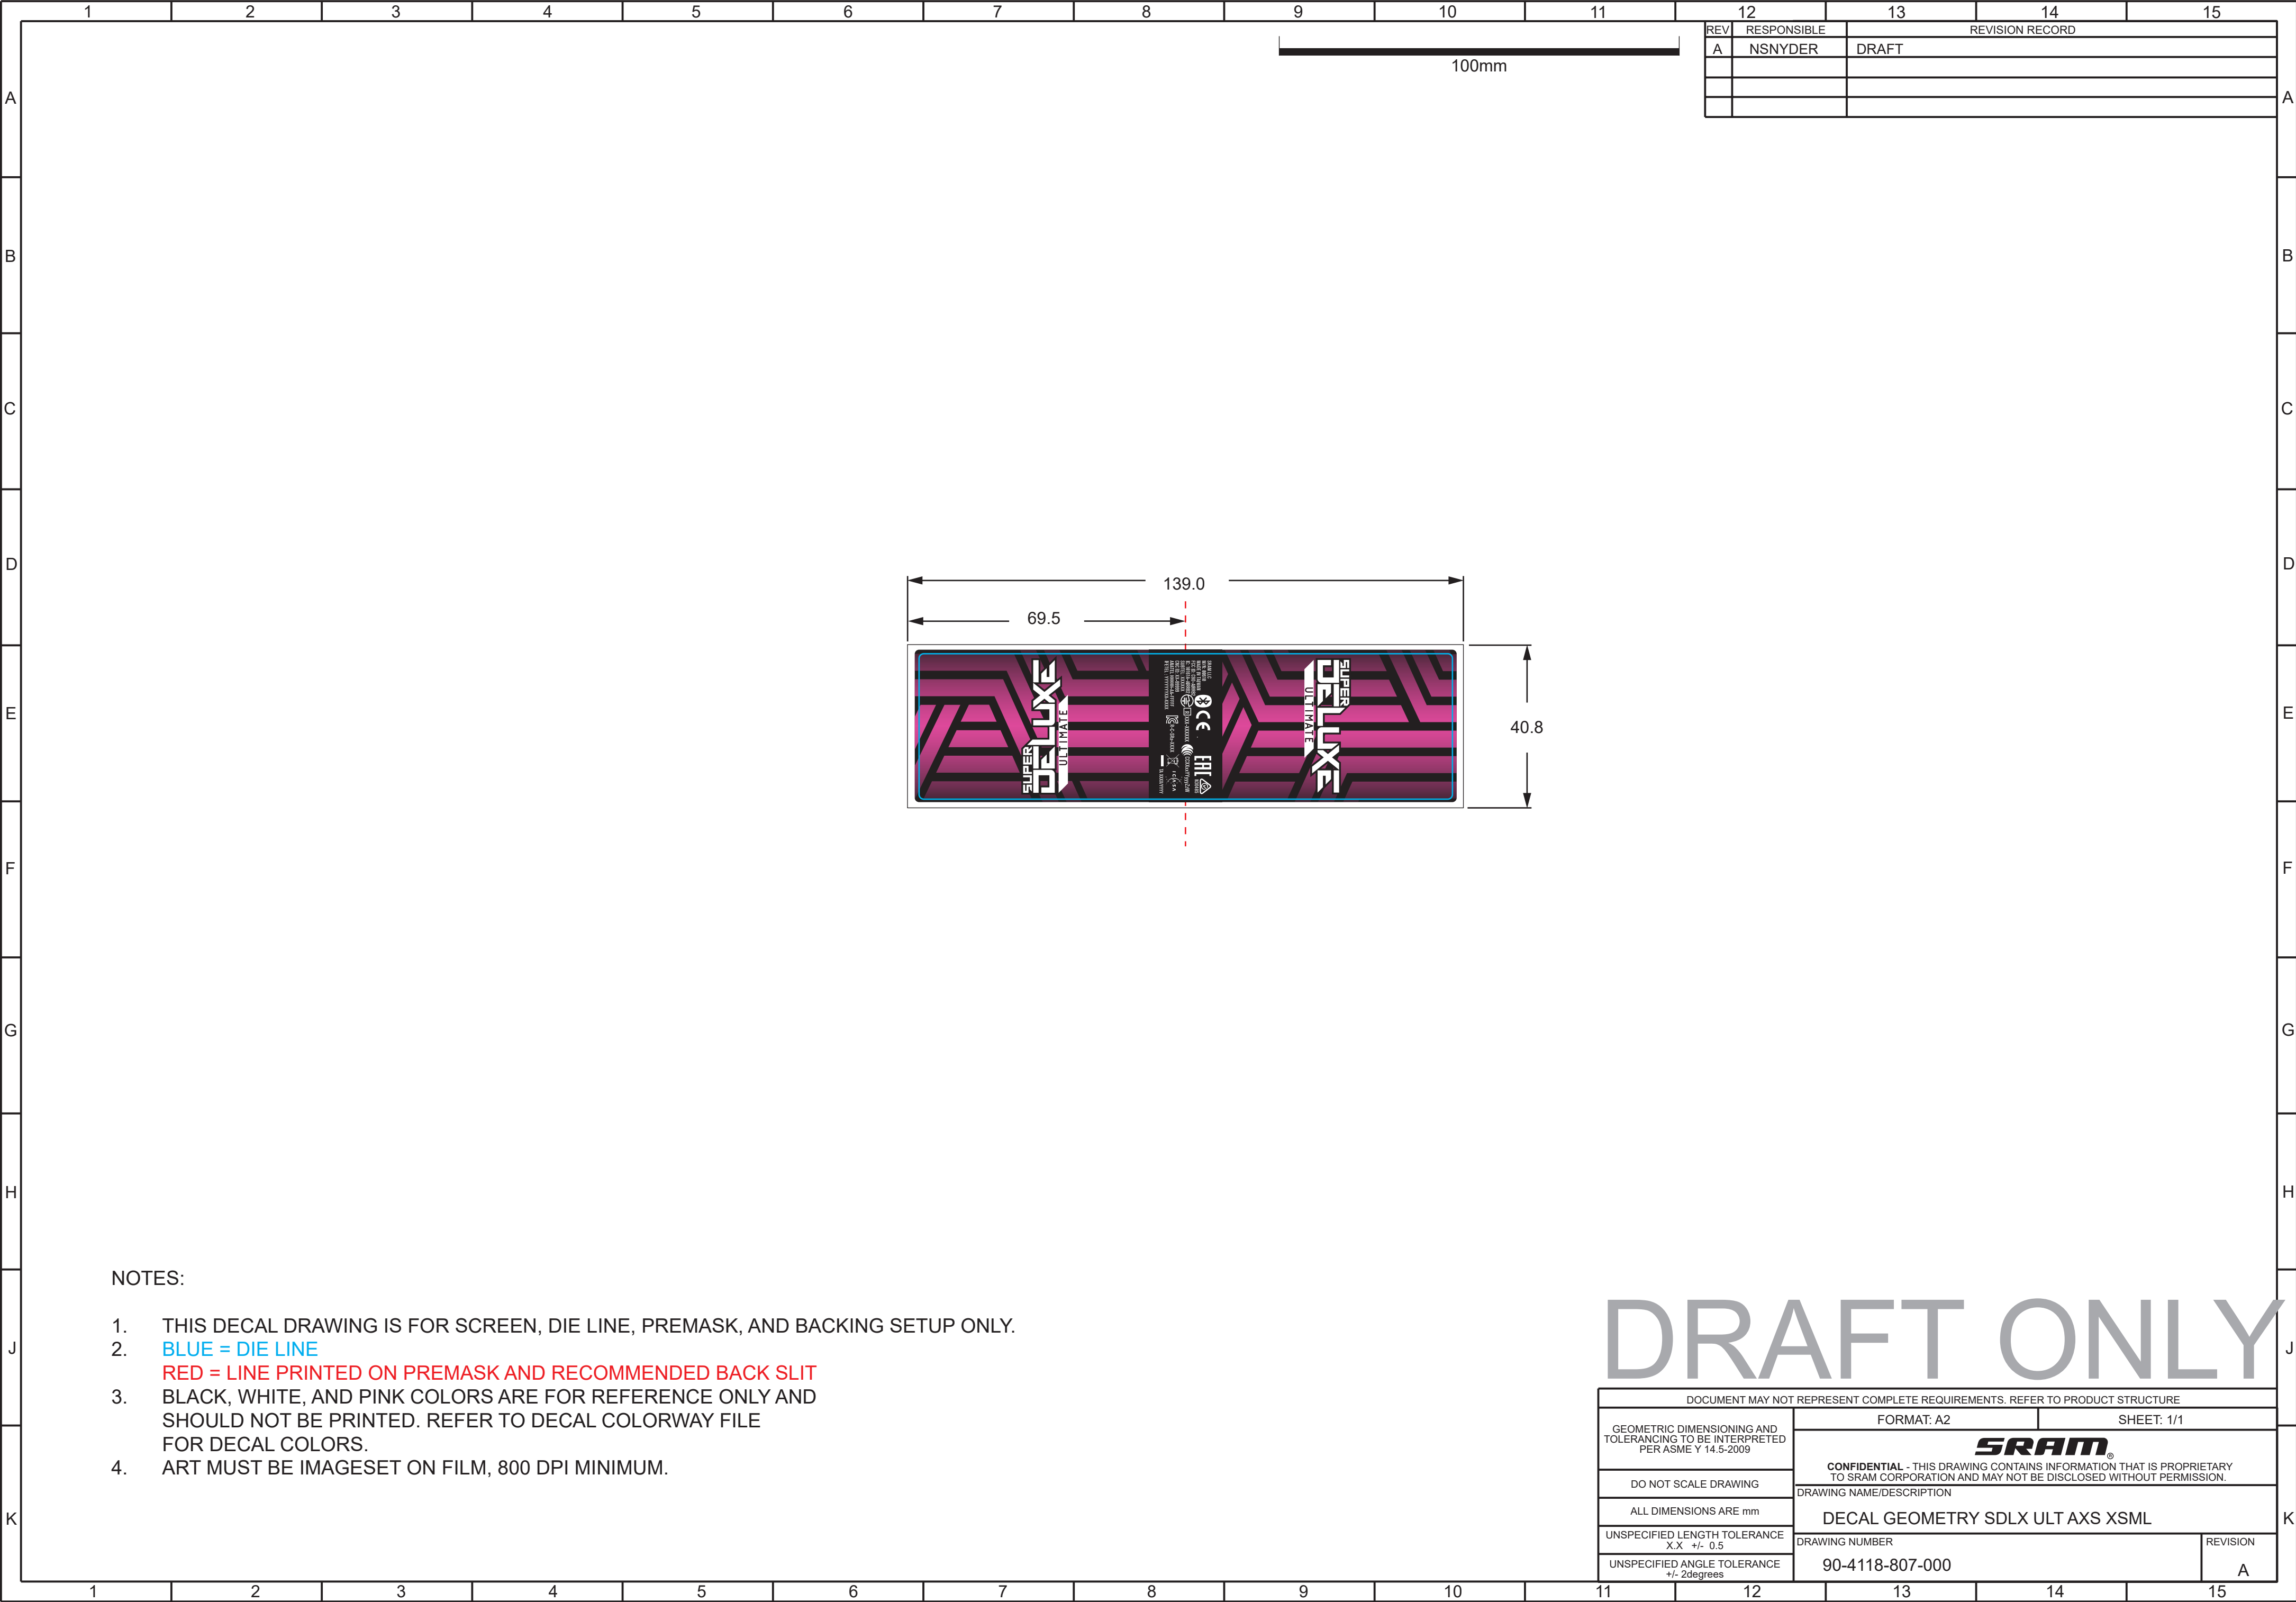 1 2 3 4 5 6 7 8 9 10 11 12 13 14 15
REV RESPONSIBLE REVISION RECORD
A NSNYDER DRAFT
100mm
A A
B B
C C
D D
139.0
69.5
SUPER
DELUXE
ULTIMATE
SRAM LLC
MADE IN TAIWAN
CE
EAC
SUPER
DELUXE
ULTIMATE
40.8
E E
F F
G G
H H
NOTES:
1. THIS DECAL DRAWING IS FOR SCREEN, DIE LINE, PREMASK, AND BACKING SETUP ONLY.
2. BLUE = DIE LINE
RED = LINE PRINTED ON PREMASK AND RECOMMENDED BACK SLIT
3. BLACK, WHITE, AND PINK COLORS ARE FOR REFERENCE ONLY AND
SHOULD NOT BE PRINTED. REFER TO DECAL COLORWAY FILE
FOR DECAL COLORS.
4. ART MUST BE IMAGESET ON FILM, 800 DPI MINIMUM.
J J
K K
DRAFT ONLY
DOCUMENT MAY NOT REPRESENT COMPLETE REQUIREMENTS. REFER TO PRODUCT STRUCTURE
GEOMETRIC DIMENSIONING AND
TOLERANCING TO BE INTERPRETED
PER ASME Y 14.5-2009
FORMAT: A2 SHEET: 1/1
SRAM®
CONFIDENTIAL - THIS DRAWING CONTAINS INFORMATION THAT IS PROPRIETARY
TO SRAM CORPORATION AND MAY NOT BE DISCLOSED WITHOUT PERMISSION.
DO NOT SCALE DRAWING
DRAWING NAME/DESCRIPTION
DECAL GEOMETRY SDLX ULT AXS XSML
ALL DIMENSIONS ARE mm
UNSPECIFIED LENGTH TOLERANCE
X.X +/- 0.5
DRAWING NUMBER
90-4118-807-000
REVISION
A
UNSPECIFIED ANGLE TOLERANCE
+/- 2degrees
1 2 3 4 5 6 7 8 9 10 11 12 13 14 15